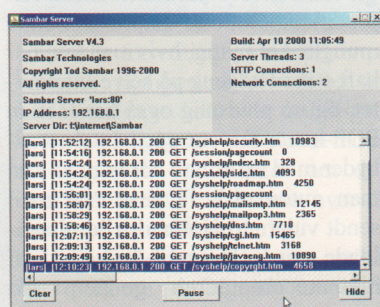 Sambar Server
Sambar Server V4.3
Build: Apr 10 2000 11:05:49
Sambar Technologies
Server Threads: 3
Copyright Tod Sambar 1996-2000
HTTP Connections: 1
All rights reserved.
Network Connections: 2
Sambar Server "lars:80"
IP Address: 192.168.0.1
Server Dir: f:\internet\Sambar
[lars] [11:52:12] 192.168.0.1 200 GET /syshelp/security.htm 10983
[lars] [11:54:16] 192.168.0.1 200 GET /session/pagecount 0
[lars] [11:54:24] 192.168.0.1 200 GET /syshelp/index.htm 328
[lars] [11:54:24] 192.168.0.1 200 GET /syshelp/side.htm 4093
[lars] [11:54:24] 192.168.0.1 200 GET /syshelp/roadmap.htm 4250
[lars] [11:56:01] 192.168.0.1 200 GET /session/pagecount 0
[lars] [11:58:07] 192.168.0.1 200 GET /syshelp/mailsmtp.htm 12145
[lars] [11:58:29] 192.168.0.1 200 GET /syshelp/mailpop3.htm 2365
[lars] [11:58:46] 192.168.0.1 200 GET /syshelp/dns.htm 7718
[lars] [12:07:11] 192.168.0.1 200 GET /syshelp/cgi.htm 15465
[lars] [12:09:13] 192.168.0.1 200 GET /syshelp/telnet.htm 3168
[lars] [12:09:49] 192.168.0.1 200 GET /syshelp/javaeng.htm 10890
[lars] [12:10:23] 192.168.0.1 200 GET /syshelp/copyrght.htm 4658
Clear
Pause
Hide